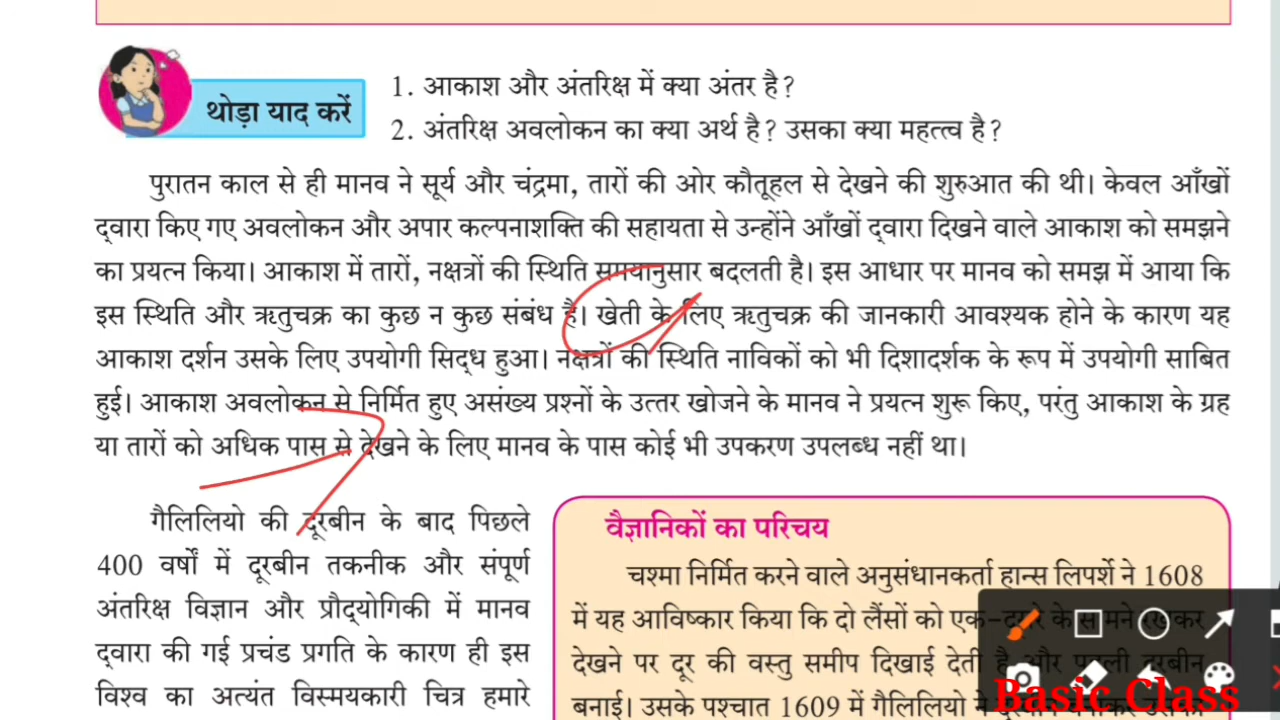 थोड़ा याद करें
1. आकाश और अंतरिक्ष में क्या अंतर है?
2. अंतरिक्ष अवलोकन का क्या अर्थ है? उसका क्या महत्त्व है?
पुरातन काल से ही मानव ने सूर्य और चंद्रमा, तारों की ओर कौतूहल से देखने की शुरुआत की थी। केवल आँखों
द्वारा किए गए अवलोकन और अपार कल्पनाशक्ति की सहायता से उन्होंने आँखों द्वारा दिखने वाले आकाश को समझने
का प्रयत्न किया। आकाश में तारों, नक्षत्रों की स्थिति समयानुसार बदलती है। इस आधार पर मानव को समझ में आया कि
इस स्थिति और ऋतुचक्र का कुछ न कुछ संबंध है। खेती के लिए ऋतुचक्र की जानकारी आवश्यक होने के कारण यह
आकाश दर्शन उसके लिए उपयोगी सिद्ध हुआ। नक्षत्रों की स्थिति नाविकों को भी दिशादर्शक के रूप में उपयोगी साबित
हुई। आकाश अवलोकन से निर्मित हुए असंख्य प्रश्नों के उत्तर खोजने के मानव ने प्रयत्न शुरू किए, परंतु आकाश के ग्रह
या तारों को अधिक पास से देखने के लिए मानव के पास कोई भी उपकरण उपलब्ध नहीं था।
गैलिलियो की दूरबीन के बाद पिछले
400 वर्षों में दूरबीन तकनीक और संपूर्ण
अंतरिक्ष विज्ञान और प्रौद्योगिकी में मानव
द्वारा की गई प्रचंड प्रगति के कारण ही इस
विश्व का अत्यंत विस्मयकारी चित्र हमारे
वैज्ञानिकों का परिचय
चश्मा निर्मित करने वाले अनुसंधानकर्ता हान्स लिपर्शे ने 1608
में यह आविष्कार किया कि दो लैंसों को एक-दूसरे के सामने रखकर
देखने पर दूर की वस्तु समीप दिखाई देती है और पहली दूरबीन
बनाई। उसके पश्चात 1609 में गैलिलियो ने
Basic Class